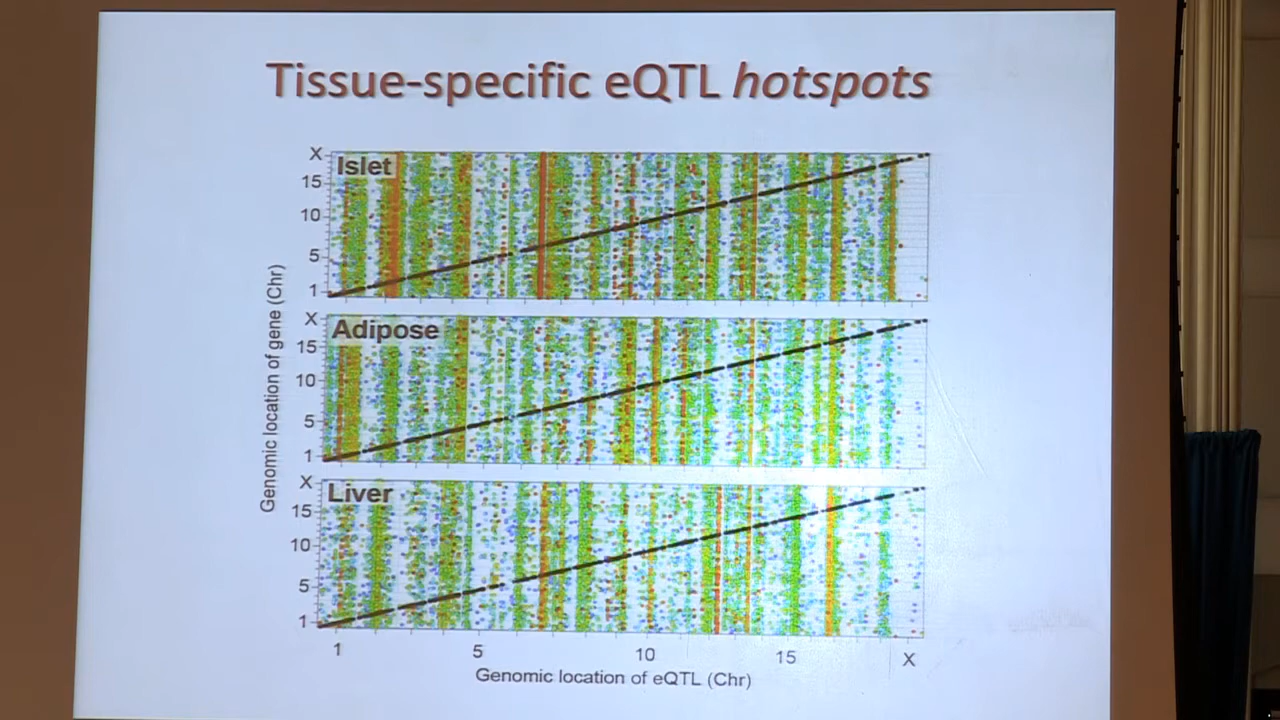 Tissue-specific eQTL hotspots
Genomic location of gene (Chr)
X
Islet
15
10
5
1
X
Adipose
15
10
5
1
X
Liver
15
10
5
1
1 5 10 15 X
Genomic location of eQTL (Chr)